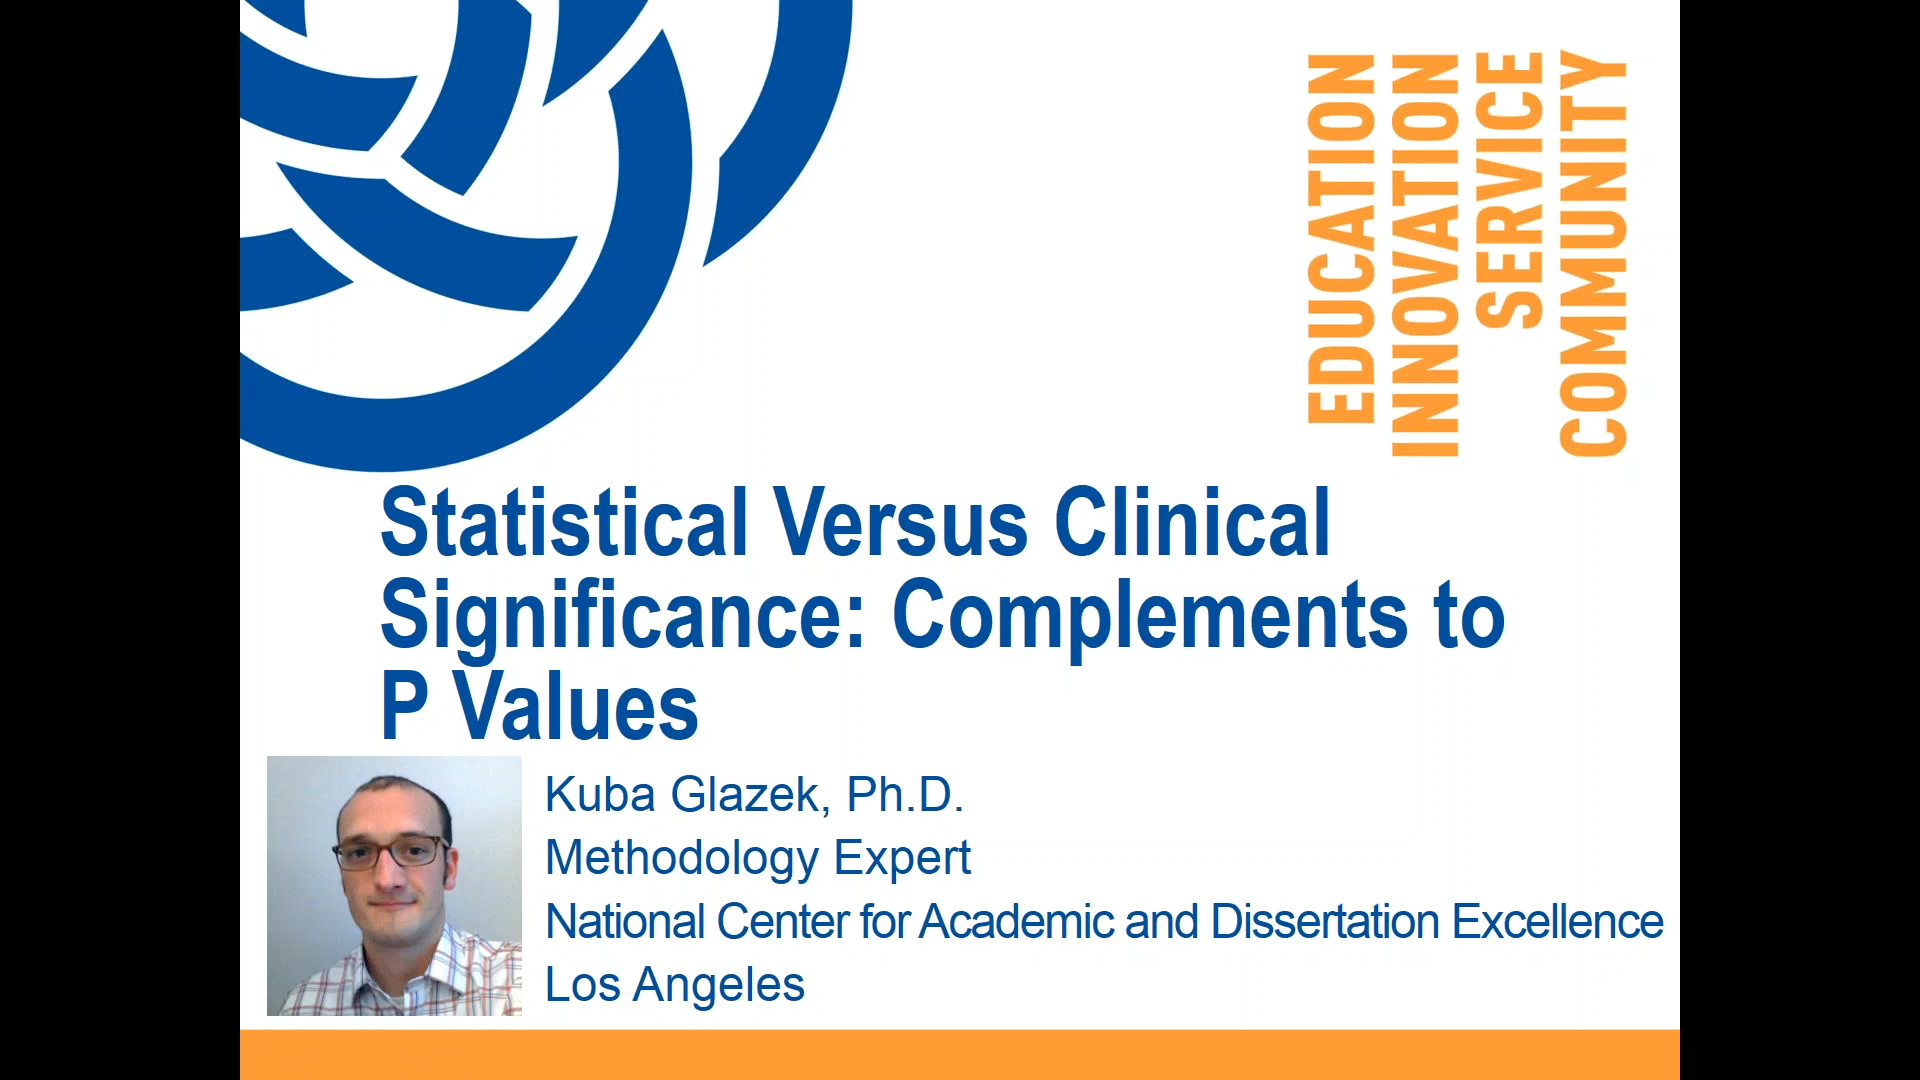 EDUCATION
INNOVATION
SERVICE
COMMUNITY
Statistical Versus Clinical
Significance: Complements to
P Values
Kuba Glazek, Ph.D.
Methodology Expert
National Center for Academic and Dissertation Excellence
Los Angeles